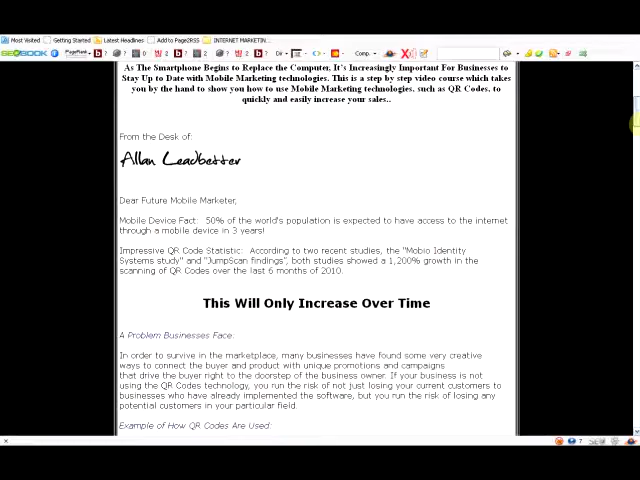 Most Visited Getting Started Latest Headlines Add to Page2RSS INTERNET MARKETIN...
SEOBOOK PageRank ? ? 0 ? 2 ? ? 2 ? 2 ? Dir Comp.
As The Smartphone Begins to Replace the Computer, It's Increasingly Important For Businesses to
Stay Up to Date with Mobile Marketing technologies. This is a step by step video course which takes
you by the hand to show you how to use Mobile Marketing technologies, such as QR Codes, to
quickly and easily increase your sales..
From the Desk of:
Allan Leadbetter
Dear Future Mobile Marketer,
Mobile Device Fact: 50% of the world's population is expected to have access to the internet
through a mobile device in 3 years!
Impressive QR Code Statistic: According to two recent studies, the "Mobio Identity
Systems study" and "JumpScan findings", both studies showed a 1,200% growth in the
scanning of QR Codes over the last 6 months of 2010.
This Will Only Increase Over Time
A Problem Businesses Face:
In order to survive in the marketplace, many businesses have found some very creative
ways to connect the buyer and product with unique promotions and campaigns
that drive the buyer right to the doorstep of the business owner. If your business is not
using the QR Codes technology, you run the risk of not just losing your current customers to
businesses who have already implemented the software, but you run the risk of losing any
potential customers in your particular field.
Example of How QR Codes Are Used: